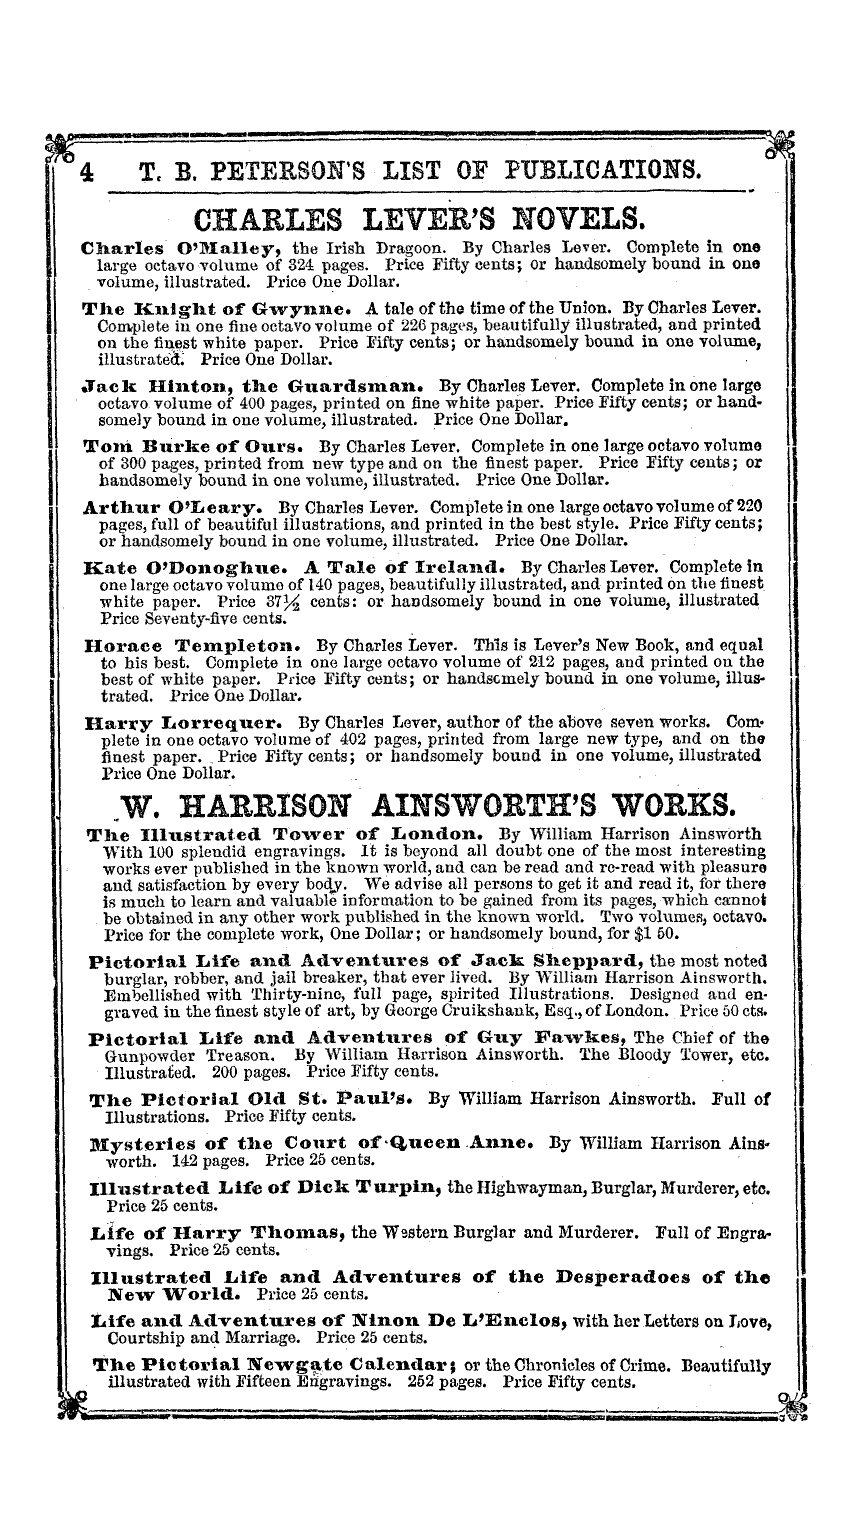 4 T. B. PETERSON'S LIST OF PUBLICATIONS.
CHARLES LEVER'S NOVELS.
Charles O'Malley, the Irish Dragoon. By Charles Lever. Complete in one
large octavo volume of 324 pages. Price Fifty cents; or handsomely bound in one
volume, illustrated. Price One Dollar.
The Knight of Gwynne. A tale of the time of the Union. By Charles Lever.
Complete in one fine octavo volume of 226 pages, beautifully illustrated, and printed
on the finest white paper. Price Fifty cents; or handsomely bound in one volume,
illustrated. Price One Dollar.
Jack Hinton, the Guardsman. By Charles Lever. Complete in one large
octavo volume of 400 pages, printed on fine white paper. Price Fifty cents; or hand-
somely bound in one volume, illustrated. Price One Dollar.
Tom Burke of Ours. By Charles Lever. Complete in one large octavo volume
of 300 pages, printed from new type and on the finest paper. Price Fifty cents; or
handsomely bound in one volume, illustrated. Price One Dollar.
Arthur O'Leary. By Charles Lever. Complete in one large octavo volume of 220
pages, full of beautiful illustrations, and printed in the best style. Price Fifty cents;
or handsomely bound in one volume, illustrated. Price One Dollar.
Kate O'Donoghue. A Tale of Ireland. By Charles Lever. Complete in
one large octavo volume of 140 pages, beautifully illustrated, and printed on the finest
white paper. Price 37½ cents: or handsomely bound in one volume, illustrated
Price Seventy-five cents.
Horace Templeton. By Charles Lever. This is Lever's New Book, and equal
to his best. Complete in one large octavo volume of 212 pages, and printed on the
best of white paper. Price Fifty cents; or handsomely bound in one volume, illus-
trated. Price One Dollar.
Harry Lorrequer. By Charles Lever, author of the above seven works. Com-
plete in one octavo volume of 402 pages, printed from large new type, and on the
finest paper. Price Fifty cents; or handsomely bound in one volume, illustrated
Price One Dollar.
W. HARRISON AINSWORTH'S WORKS.
The Illustrated Tower of London. By William Harrison Ainsworth
With 100 splendid engravings. It is beyond all doubt one of the most interesting
works ever published in the known world, and can be read and re-read with pleasure
and satisfaction by every body. We advise all persons to get it and read it, for there
is much to learn and valuable information to be gained from its pages, which cannot
be obtained in any other work published in the known world. Two volumes, octavo.
Price for the complete work, One Dollar; or handsomely bound, for $1 50.
Pictorial Life and Adventures of Jack Sheppard, the most noted
burglar, robber, and jail breaker, that ever lived. By William Harrison Ainsworth.
Embellished with Thirty-nine, full page, spirited Illustrations. Designed and en-
graved in the finest style of art, by George Cruikshank, Esq., of London. Price 50 cts.
Pictorial Life and Adventures of Guy Fawkes, The Chief of the
Gunpowder Treason. By William Harrison Ainsworth. The Bloody Tower, etc.
Illustrated. 200 pages. Price Fifty cents.
The Pictorial Old St. Paul's. By William Harrison Ainsworth. Full of
Illustrations. Price Fifty cents.
Mysteries of the Court of Queen Anne. By William Harrison Ains-
worth. 142 pages. Price 25 cents.
Illustrated Life of Dick Turpin, the Highwayman, Burglar, Murderer, etc.
Price 25 cents.
Life of Harry Thomas, the Western Burglar and Murderer. Full of Engra-
vings. Price 25 cents.
Illustrated Life and Adventures of the Desperadoes of the
New World. Price 25 cents.
Life and Adventures of Ninon De L'Enclos, with her Letters on Love,
Courtship and Marriage. Price 25 cents.
The Pictorial Newgate Calendar; or the Chronicles of Crime. Beautifully
illustrated with Fifteen Engravings. 252 pages. Price Fifty cents.